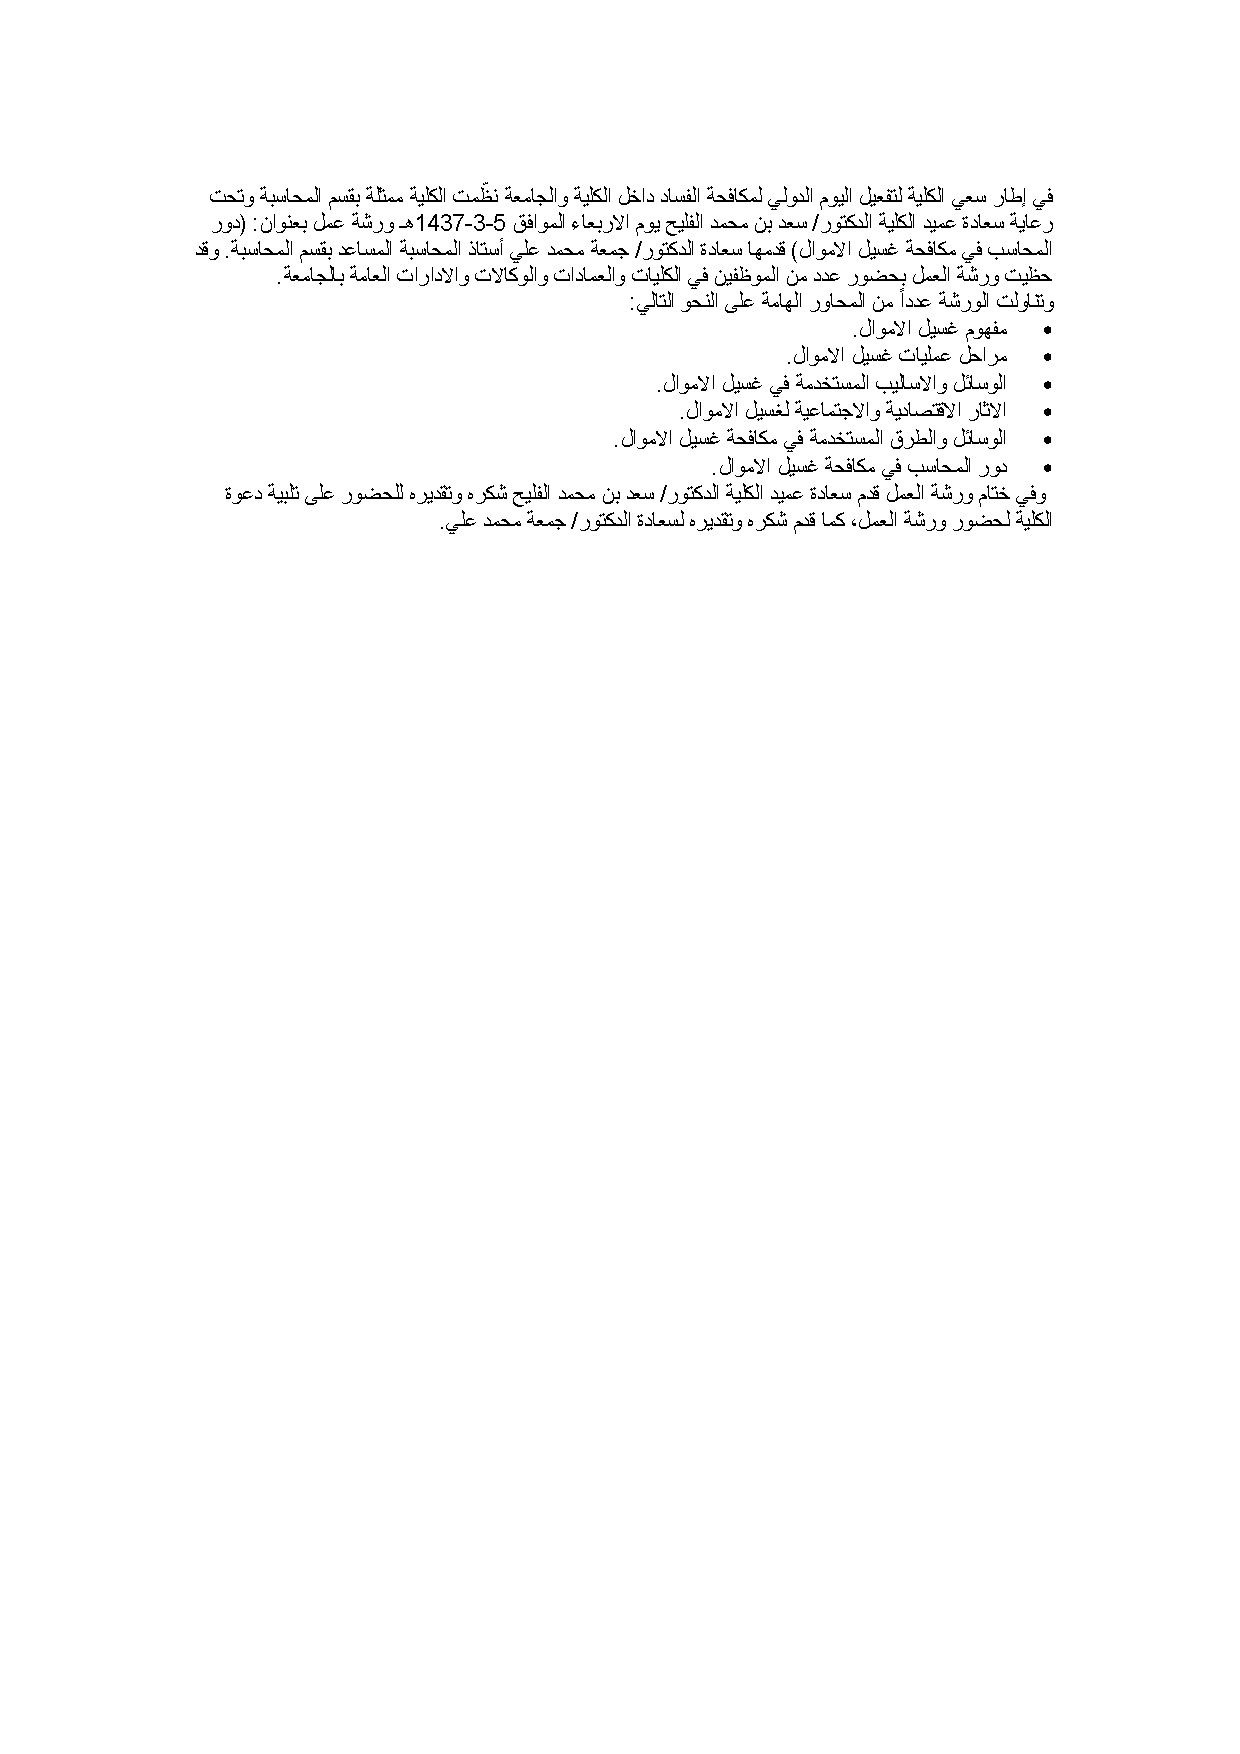 في إطار سعي الكلية لتفعيل اليوم الدولي لمكافحة الفساد داخل الكلية والجامعة نظّمت الكلية ممثلة بقسم المحاسبة وتحت
رعاية سعادة عميد الكلية الدكتور/ سعد بن محمد الفليح يوم الاربعاء الموافق 5-3-1437هـ ورشة عمل بعنوان: (دور
المحاسب في مكافحة غسيل الاموال) قدمها سعادة الدكتور/ جمعة محمد علي أستاذ المحاسبة المساعد بقسم المحاسبة. وقد
حظيت ورشة العمل بحضور عدد من الموظفين في الكليات والعمادات والوكالات والادارات العامة بالجامعة.
وتناولت الورشة عدداً من المحاور الهامة على النحو التالي:
• مفهوم غسيل الاموال.
• مراحل عمليات غسيل الاموال.
• الوسائل والاساليب المستخدمة في غسيل الاموال.
• الاثار الاقتصادية والاجتماعية لغسيل الاموال.
• الوسائل والطرق المستخدمة في مكافحة غسيل الاموال.
• دور المحاسب في مكافحة غسيل الاموال.
وفي ختام ورشة العمل قدم سعادة عميد الكلية الدكتور/ سعد بن محمد الفليح شكره وتقديره للحضور على تلبية دعوة
الكلية لحضور ورشة العمل، كما قدم شكره وتقديره لسعادة الدكتور/ جمعة محمد علي.